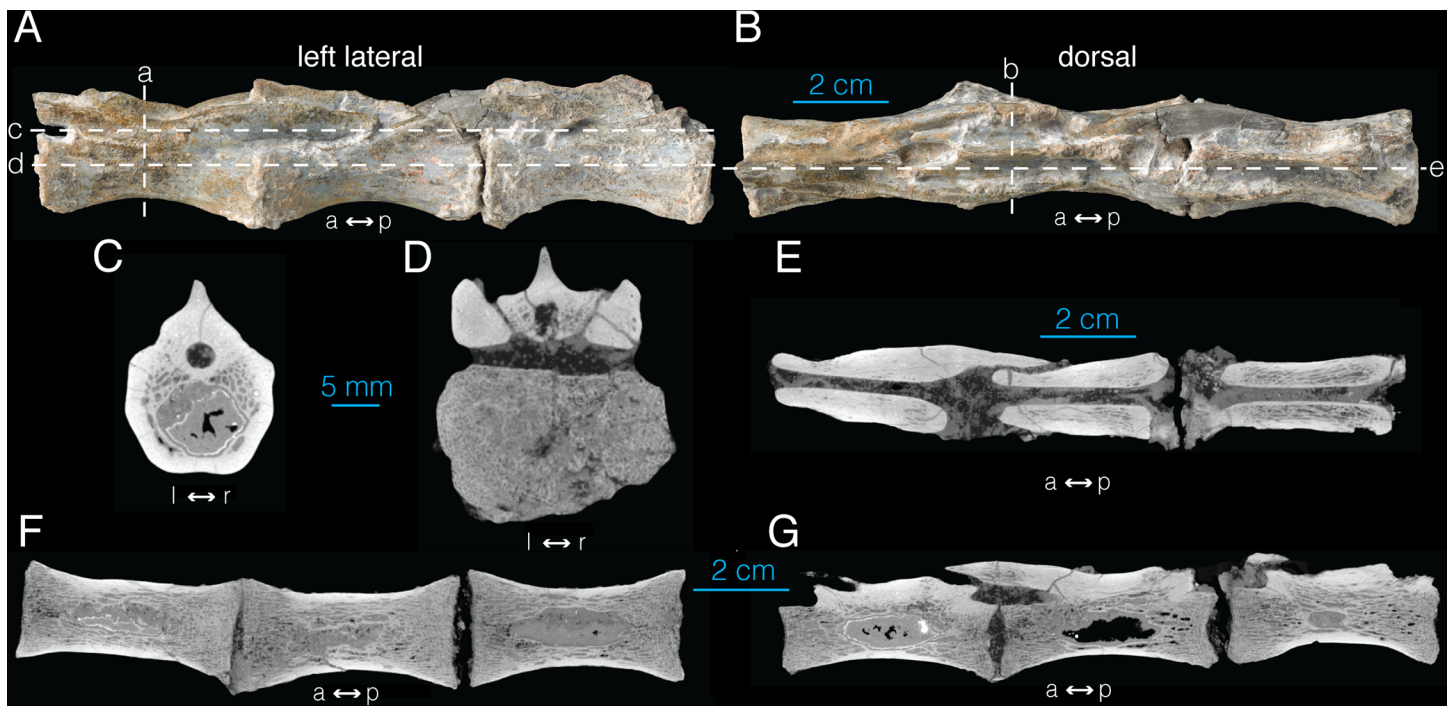 A
left lateral
a
c
d
a ↔ p
B
dorsal
b
2 cm
e
a ↔ p
C
5 mm
l ↔ r
D
l ↔ r
E
2 cm
a ↔ p
F
2 cm
a ↔ p
G
a ↔ p